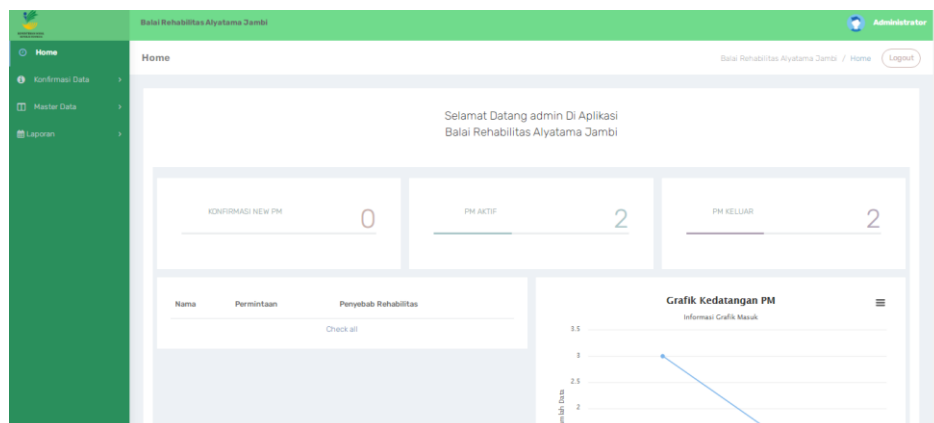 Balai Rehabilitas Alyatama Jambi
Administrator
Home
Konfirmasi Data
Master Data
Laporan
Home
Balai Rehabilitas Alyatama Jambi / Home
Logout
Selamat Datang admin Di Aplikasi
Balai Rehabilitas Alyatama Jambi
KONFIRMASI NEW PM
0
PM AKTIF
2
PM KELUAR
2
Nama Permintaan Penyebab Rehabilitas
Check all
Grafik Kedatangan PM
Informasi Grafik Masuk
3.5
3
2.5
2